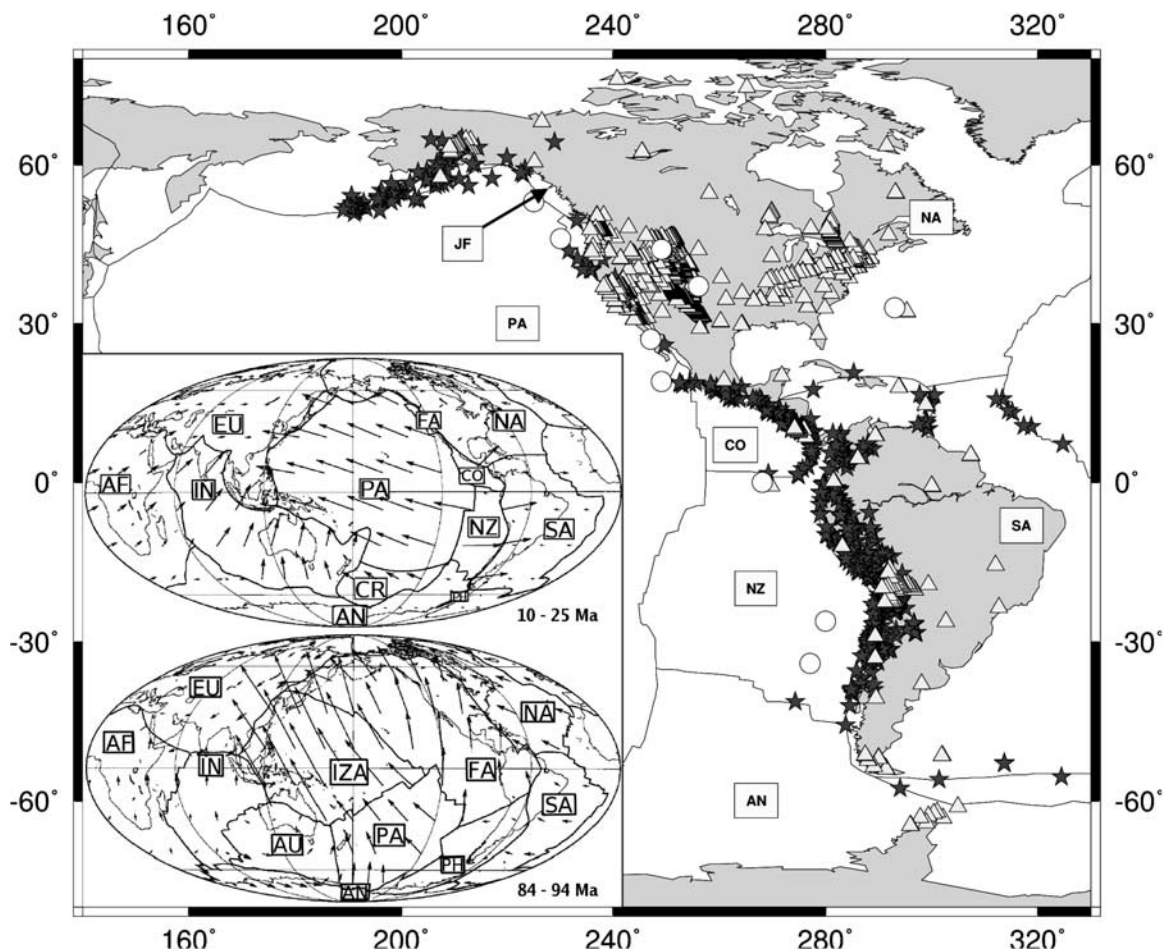 160° 200° 240° 280° 320°
60° 60°
NA
JF
PA
30° 30°
CO
0° 0°
SA
NZ
-30° -30°
AN
-60° -60°
160° 200° 240° 280° 320°
EU FA NA
AF IN PA CO
NZ SA
CR
AN
10 - 25 Ma
EU
NA
AF IN IZA FA
SA
AU PA
PH
AN
84 - 94 Ma